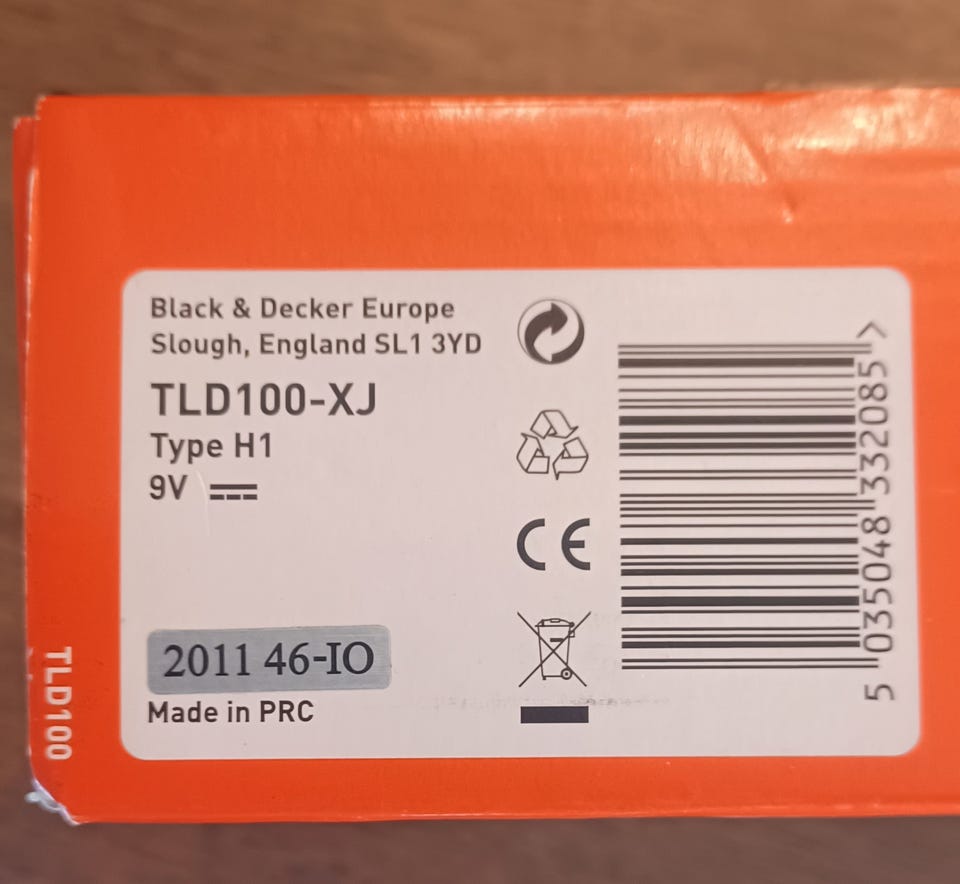 Black & Decker Europe
Slough, England SL1 3YD
TLD100-XJ
Type H1
9V
2011 46-IO
Made in PRC
CE
5 035048 332085 >
TLD100